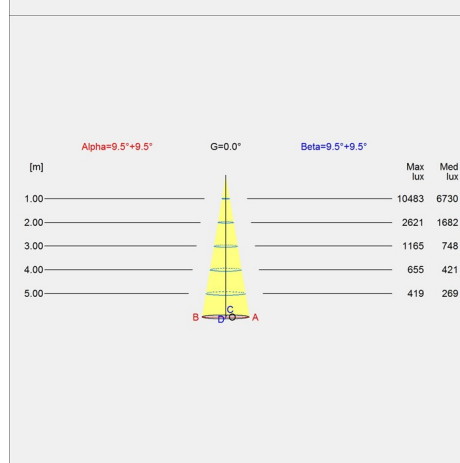 Alpha=9.5°+9.5° G=0.0° Beta=9.5°+9.5°
[m] Max lux Med lux
1.00 10483 6730
2.00 2621 1682
3.00 1165 748
4.00 655 421
5.00 419 269
C
B D O A